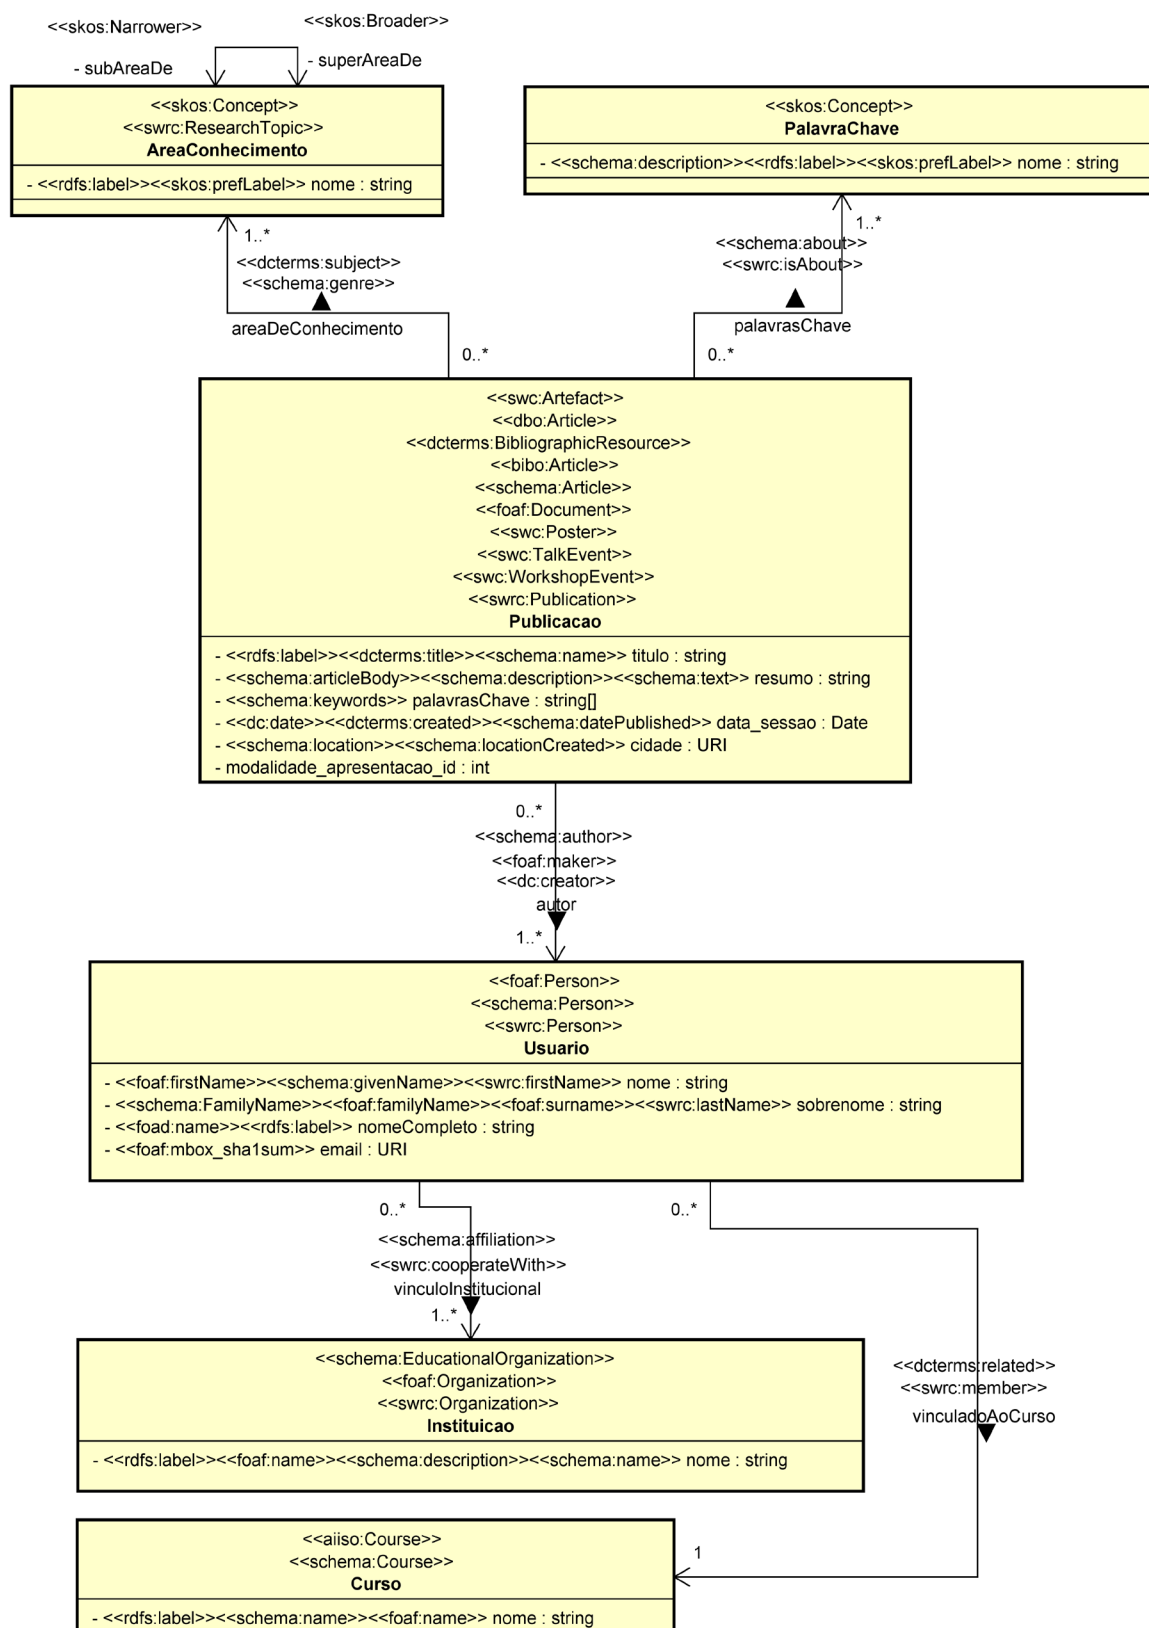 <<skos:Narrower>>
<<skos:Broader>>
- subAreaDe
- superAreaDe
<<skos:Concept>>
<<swrc:ResearchTopic>>
AreaConhecimento
- <<rdfs:label>><<skos:prefLabel>> nome : string
<<skos:Concept>>
PalavraChave
- <<schema:description>><<rdfs:label>><<skos:prefLabel>> nome : string
1..*
<<dcterms:subject>>
<<schema:genre>>
areaDeConhecimento
0..*
1..*
<<schema:about>>
<<swrc:isAbout>>
palavrasChave
0..*
<<swc:Artefact>>
<<dbo:Article>>
<<dcterms:BibliographicResource>>
<<bibo:Article>>
<<schema:Article>>
<<foaf:Document>>
<<swc:Poster>>
<<swc:TalkEvent>>
<<swc:WorkshopEvent>>
<<swrc:Publication>>
Publicacao
- <<rdfs:label>><<dcterms:title>><<schema:name>> titulo : string
- <<schema:articleBody>><<schema:description>><<schema:text>> resumo : string
- <<schema:keywords>> palavrasChave : string[]
- <<dc:date>><<dcterms:created>><<schema:datePublished>> data_sessao : Date
- <<schema:location>><<schema:locationCreated>> cidade : URI
- modalidade_apresentacao_id : int
0..*
<<schema:author>>
<<foaf:maker>>
<<dc:creator>>
autor
1..*
<<foaf:Person>>
<<schema:Person>>
<<swrc:Person>>
Usuario
- <<foaf:firstName>><<schema:givenName>><<swrc:firstName>> nome : string
- <<schema:FamilyName>><<foaf:familyName>><<foaf:surname>><<swrc:lastName>> sobrenome : string
- <<foad:name>><<rdfs:label>> nomeCompleto : string
- <<foaf:mbox_sha1sum>> email : URI
0..*
<<schema:affiliation>>
<<swrc:cooperateWith>>
vinculoInstitucional
1..*
0..*
<<dcterms:related>>
<<swrc:member>>
vinculadoAoCurso
1
<<schema:EducationalOrganization>>
<<foaf:Organization>>
<<swrc:Organization>>
Instituicao
- <<rdfs:label>><<foaf:name>><<schema:description>><<schema:name>> nome : string
<<aiiso:Course>>
<<schema:Course>>
Curso
- <<rdfs:label>><<schema:name>><<foaf:name>> nome : string